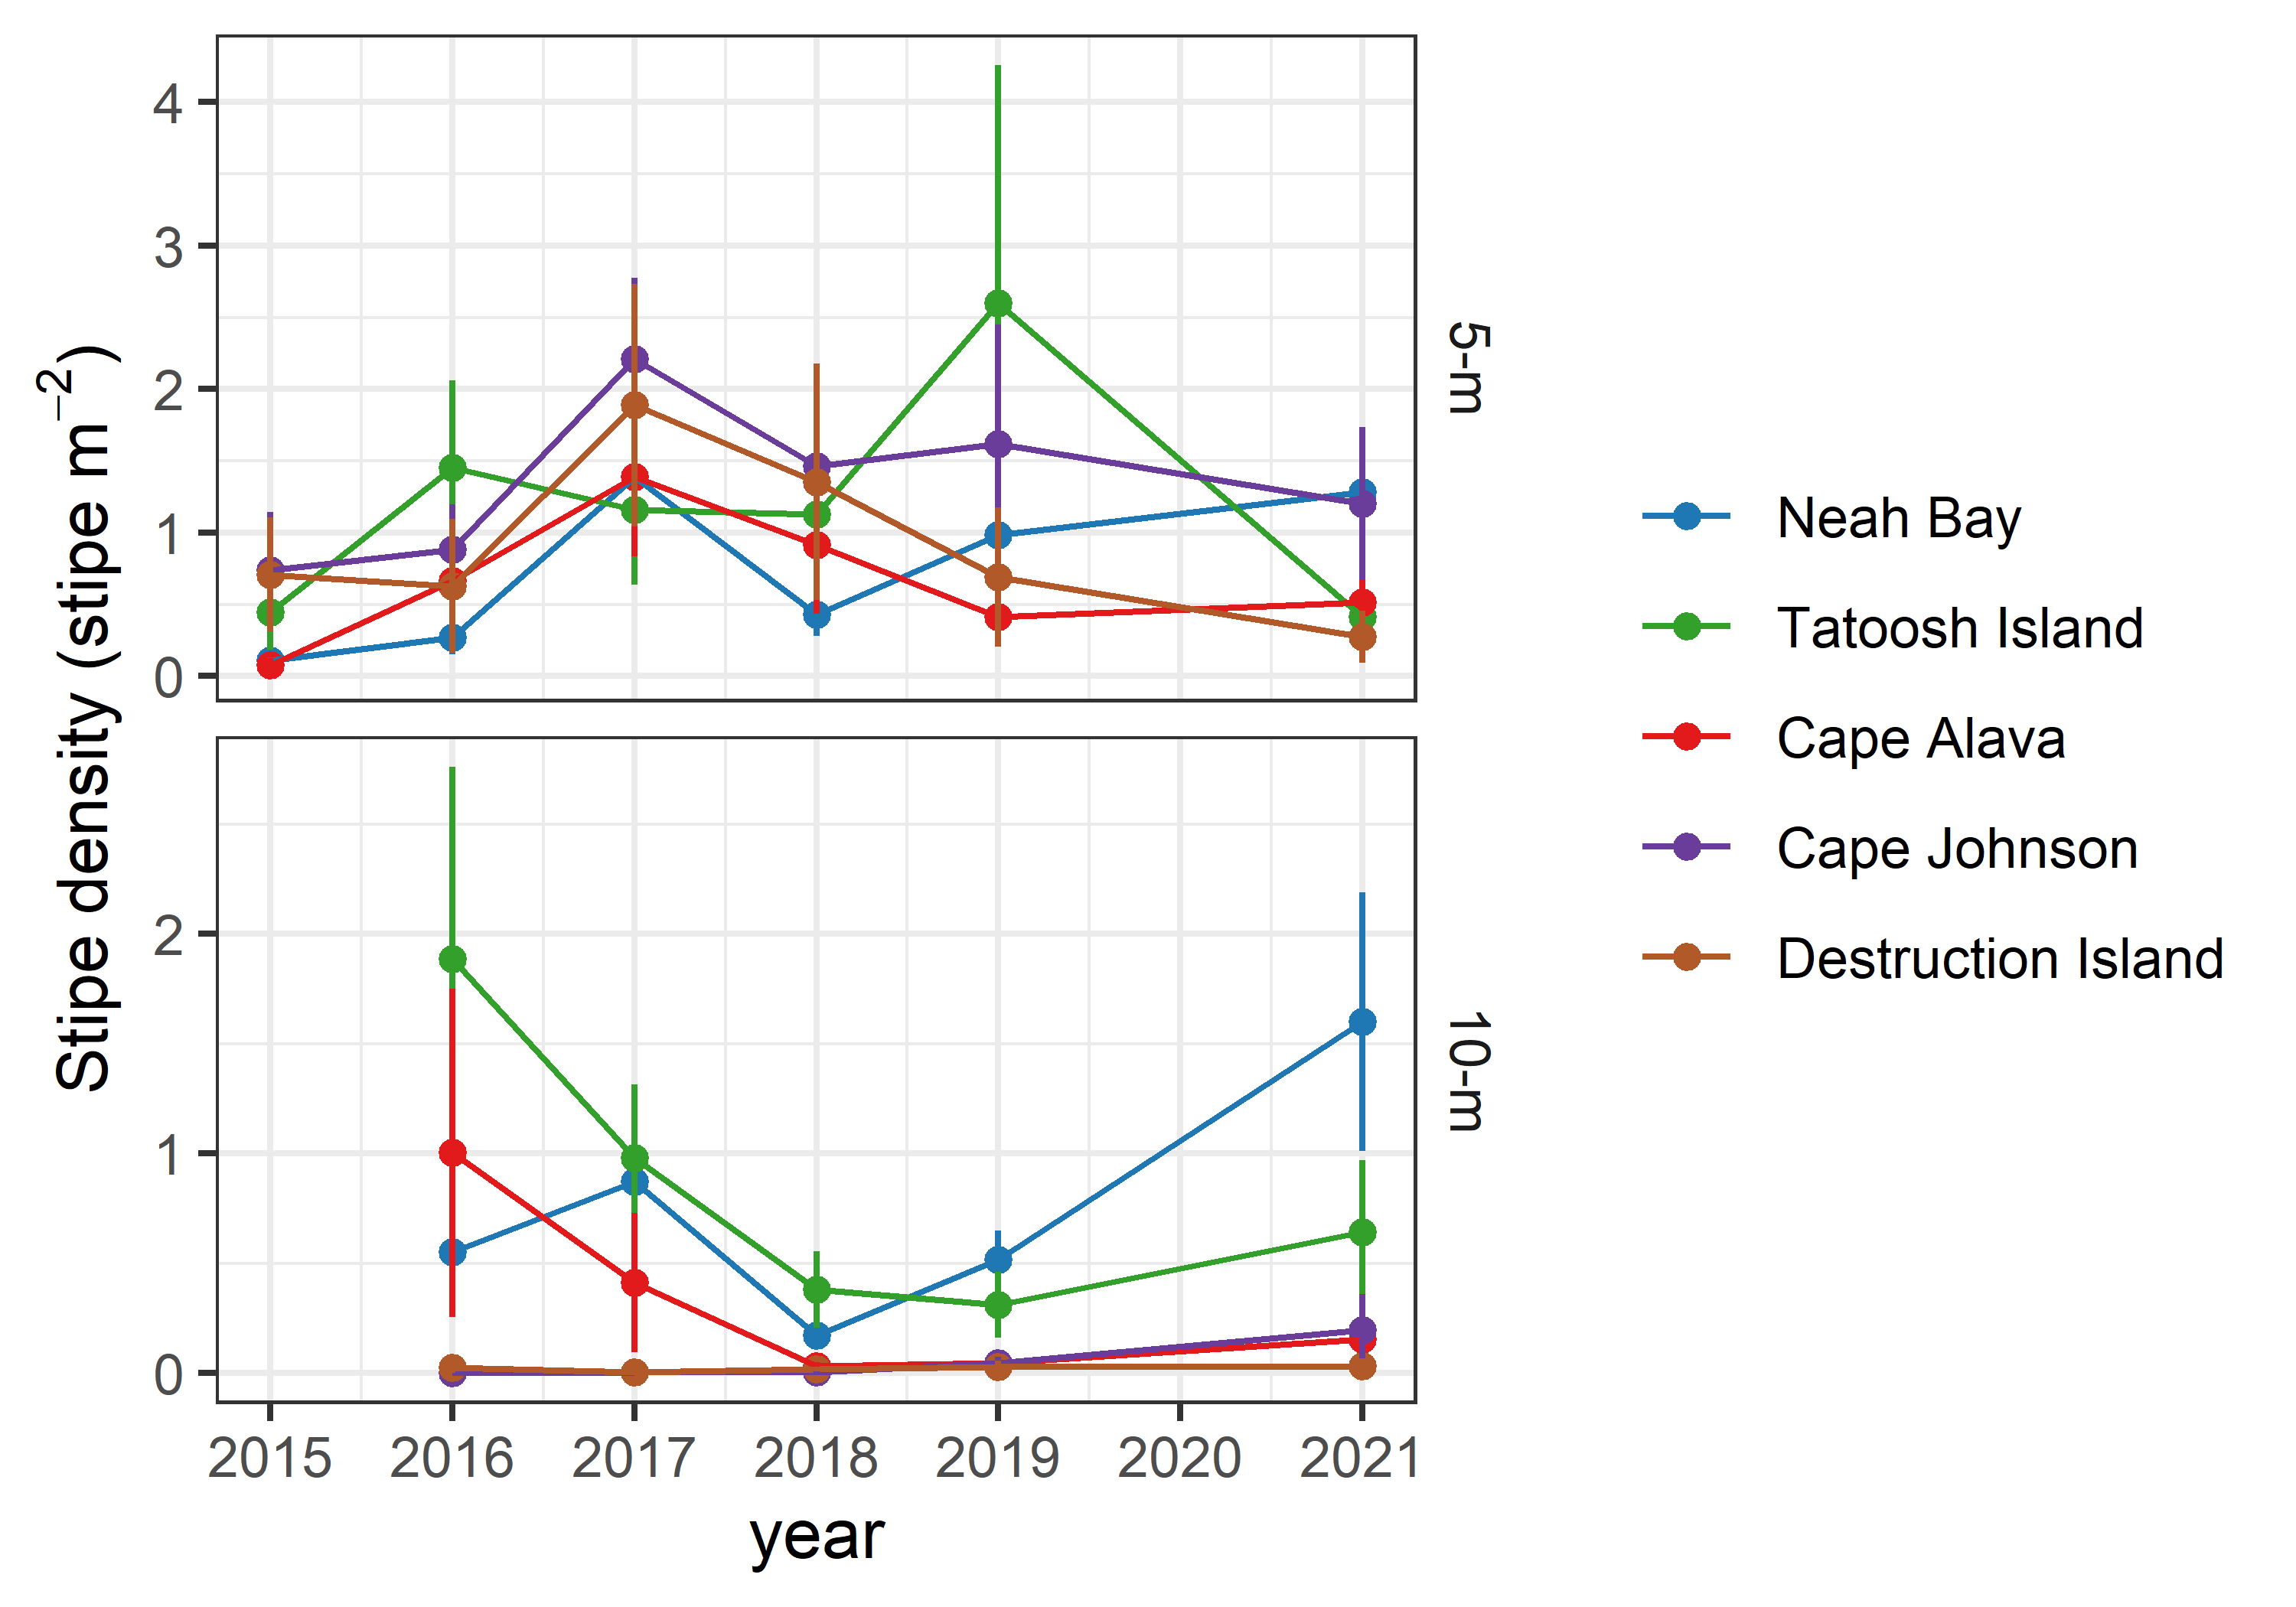 Stipe density (stipe m⁻²)
4
3
2
1
0
5-m
2
1
0
10-m
2015 2016 2017 2018 2019 2020 2021
year
Neah Bay
Tatoosh Island
Cape Alava
Cape Johnson
Destruction Island